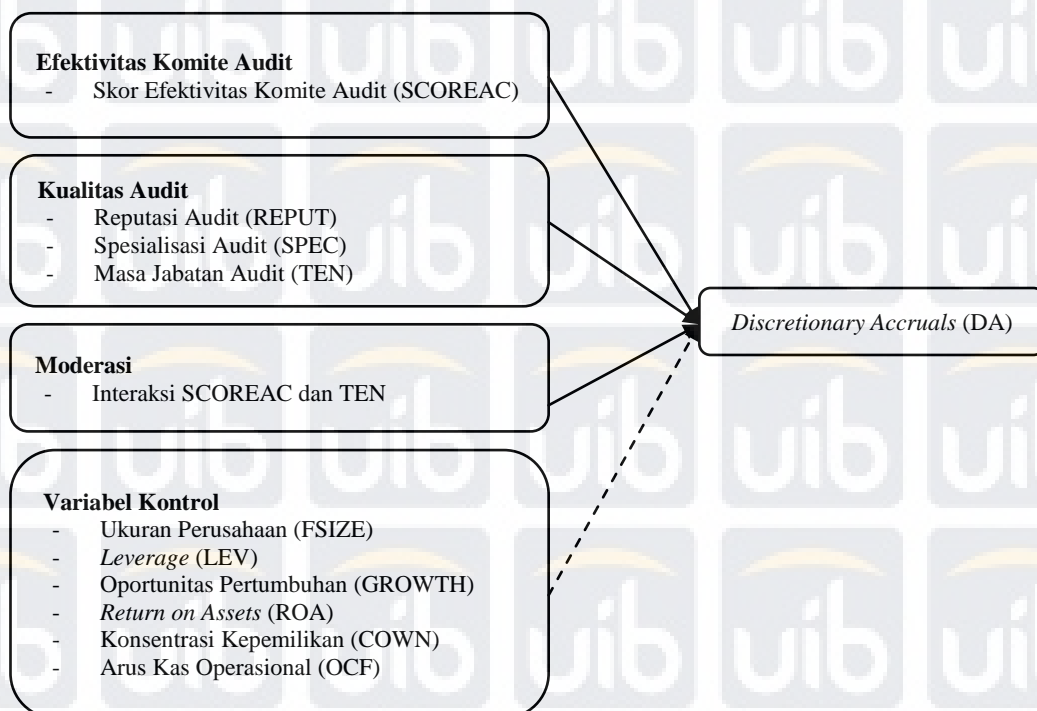 Efektivitas Komite Audit
- Skor Efektivitas Komite Audit (SCOREAC)
Kualitas Audit
- Reputasi Audit (REPUT)
- Spesialisasi Audit (SPEC)
- Masa Jabatan Audit (TEN)
Discretionary Accruals (DA)
Moderasi
- Interaksi SCOREAC dan TEN
Variabel Kontrol
- Ukuran Perusahaan (FSIZE)
- Leverage (LEV)
- Oportunitas Pertumbuhan (GROWTH)
- Return on Assets (ROA)
- Konsentrasi Kepemilikan (COWN)
- Arus Kas Operasional (OCF)
uib